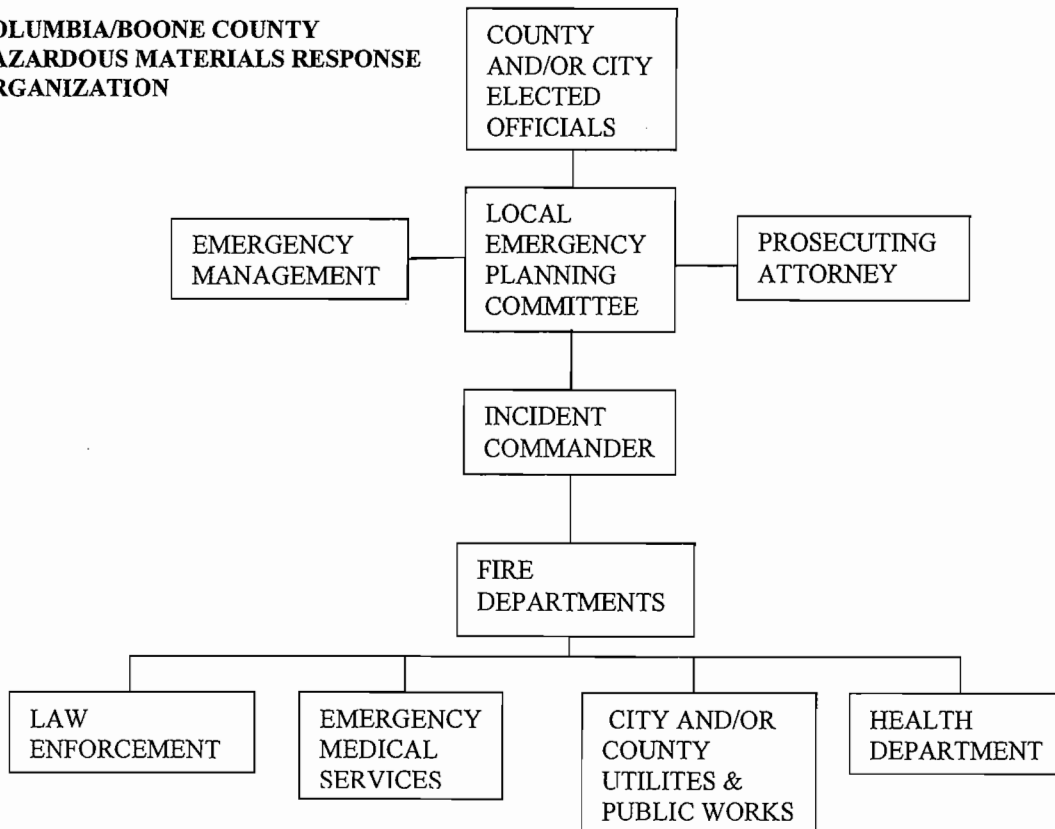 OLUMBIA/BOONE COUNTY
AZARDOUS MATERIALS RESPONSE
RGANIZATION
COUNTY
AND/OR CITY
ELECTED
OFFICIALS
EMERGENCY
MANAGEMENT
LOCAL
EMERGENCY
PLANNING
COMMITTEE
PROSECUTING
ATTORNEY
INCIDENT
COMMANDER
FIRE
DEPARTMENTS
LAW
ENFORCEMENT
EMERGENCY
MEDICAL
SERVICES
CITY AND/OR
COUNTY
UTILITES &
PUBLIC WORKS
HEALTH
DEPARTMENT